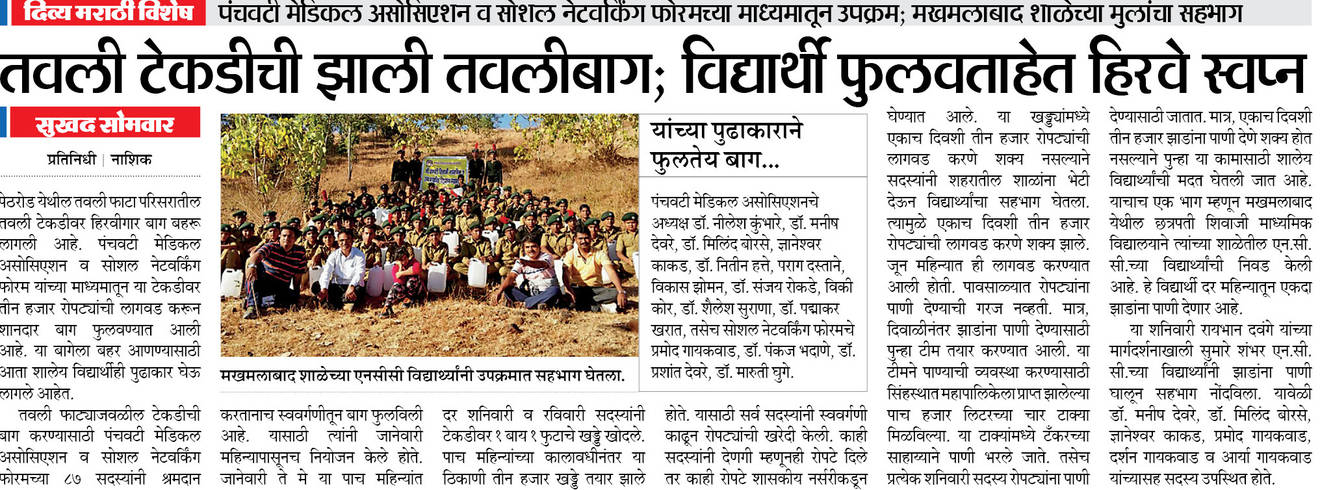 दिव्य मराठी विशेष
पंचवटी मेडिकल असोसिएशन व सोशल नेटवर्किंग फोरमच्या माध्यमातून उपक्रम; मखमलाबाद शाळेच्या मुलांचा सहभाग
तवली टेकडीची झाली तवलीबाग; विद्यार्थी फुलवताहेत हिरवे स्वप्न
सुखद सोमवार
प्रतिनिधी | नाशिक
पेठरोड येथील तवली फाटा परिसरातील
तवली टेकडीवर हिरवीगार बाग बहरू
लागली आहे. पंचवटी मेडिकल
असोसिएशन व सोशल नेटवर्किंग
फोरम यांच्या माध्यमातून या टेकडीवर
तीन हजार रोपट्यांची लागवड करून
शानदार बाग फुलवण्यात आली
आहे. या बागेला बहर आणण्यासाठी
आता शालेय विद्यार्थीही पुढाकार घेऊ
लागले आहेत.
तवली फाट्याजवळील टेकडीची
बाग करण्यासाठी पंचवटी मेडिकल
असोसिएशन व सोशल नेटवर्किंग
फोरमच्या ८७ सदस्यांनी श्रमदान
मखमलाबाद शाळेच्या एनसीसी विद्यार्थ्यांनी उपक्रमात सहभाग घेतला.
करतानाच स्ववर्गणीतून बाग फुलविली
आहे. यासाठी त्यांनी जानेवारी
महिन्यापासूनच नियोजन केले होते.
जानेवारी ते मे या पाच महिन्यांत
दर शनिवारी व रविवारी सदस्यांनी
टेकडीवर १ बाय १ फुटाचे खड्डे खोदले.
पाच महिन्यांच्या कालावधीनंतर या
ठिकाणी तीन हजार खड्डे तयार झाले
यांच्या पुढाकाराने
फुलतेय बाग...
पंचवटी मेडिकल असोसिएशनचे
अध्यक्ष डॉ. नीलेश कुंभारे, डॉ. मनीष
देवरे, डॉ. मिलिंद बोरसे, ज्ञानेश्वर
काकड, डॉ. नितीन हत्ते, पराग दस्ताने,
विकास झोमन, डॉ. संजय रोकडे, विकी
कोर, डॉ. शैलेश सुराणा, डॉ. पद्माकर
खरात, तसेच सोशल नेटवर्किंग फोरमचे
प्रमोद गायकवाड, डॉ. पंकज भदाणे, डॉ.
प्रशांत देवरे, डॉ. मारुती घुगे.
होते. यासाठी सर्व सदस्यांनी स्ववर्गणी
काढून रोपट्यांची खरेदी केली. काही
सदस्यांनी देणगी म्हणूनही रोपटे दिले
तर काही रोपटे शासकीय नर्सरीकडून
घेण्यात आले. या खड्ड्यांमध्ये
एकाच दिवशी तीन हजार रोपट्यांची
लागवड करणे शक्य नसल्याने
सदस्यांनी शहरातील शाळांना भेटी
देऊन विद्यार्थ्यांचा सहभाग घेतला.
त्यामुळे एकाच दिवशी तीन हजार
रोपट्यांची लागवड करणे शक्य झाले.
जून महिन्यात ही लागवड करण्यात
आली होती. पावसाळ्यात रोपट्यांना
पाणी देण्याची गरज नव्हती. मात्र,
दिवाळीनंतर झाडांना पाणी देण्यासाठी
पुन्हा टीम तयार करण्यात आली. या
टीमने पाण्याची व्यवस्था करण्यासाठी
सिंहस्थात महापालिकेला प्राप्त झालेल्या
पाच हजार लिटरच्या चार टाक्या
मिळविल्या. या टाक्यांमध्ये टँकरच्या
साहाय्याने पाणी भरले जाते. तसेच
प्रत्येक शनिवारी सदस्य रोपट्यांना पाणी
देण्यासाठी जातात. मात्र, एकाच दिवशी
तीन हजार झाडांना पाणी देणे शक्य होत
नसल्याने पुन्हा या कामासाठी शालेय
विद्यार्थ्यांची मदत घेतली जात आहे.
याचाच एक भाग म्हणून मखमलाबाद
येथील छत्रपती शिवाजी माध्यमिक
विद्यालयाने त्यांच्या शाळेतील एन.सी.
सी.च्या विद्यार्थ्यांची निवड केली
आहे. हे विद्यार्थी दर महिन्यातून एकदा
झाडांना पाणी देणार आहे.
या शनिवारी रायभान दवंगे यांच्या
मार्गदर्शनाखाली सुमारे शंभर एन.सी.
सी.च्या विद्यार्थ्यांनी झाडांना पाणी
घालून सहभाग नोंदविला. यावेळी
डॉ. मनीष देवरे, डॉ. मिलिंद बोरसे,
ज्ञानेश्वर काकड, प्रमोद गायकवाड,
दर्शन गायकवाड व आर्या गायकवाड
यांच्यासह सदस्य उपस्थित होते.